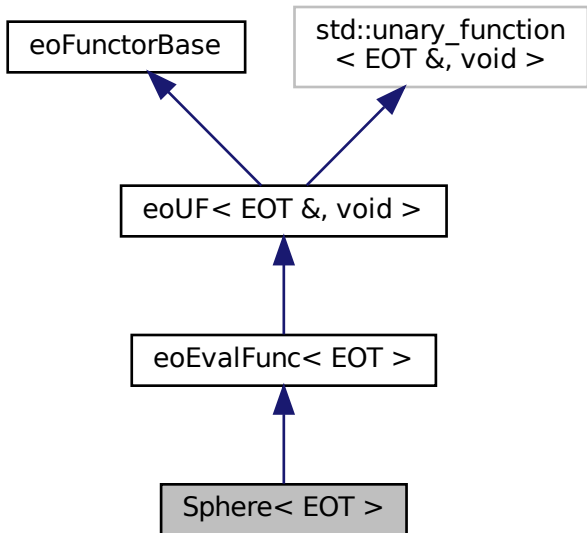 eoFunctorBase
std::unary_function
< EOT &, void >
eoUF< EOT &, void >
eoEvalFunc< EOT >
Sphere< EOT >